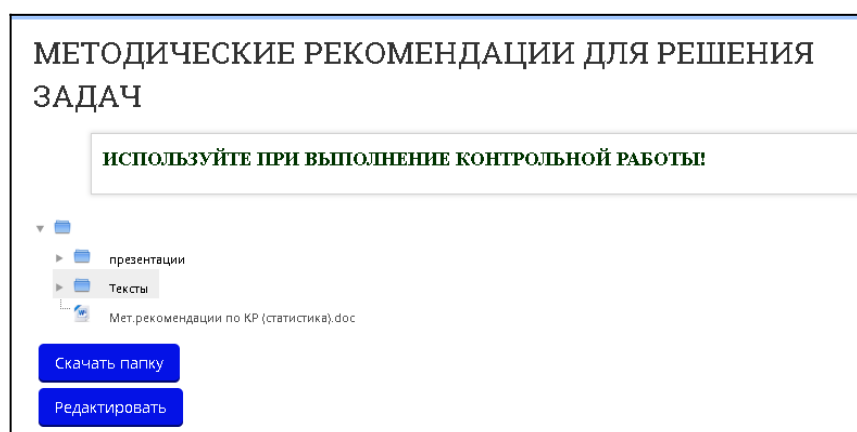 МЕТОДИЧЕСКИЕ РЕКОМЕНДАЦИИ ДЛЯ РЕШЕНИЯ
ЗАДАЧ
ИСПОЛЬЗУЙТЕ ПРИ ВЫПОЛНЕНИЕ КОНТРОЛЬНОЙ РАБОТЫ!
презентации
Тексты
Мет.рекомендации по КР (статистика).doc
Скачать папку
Редактировать